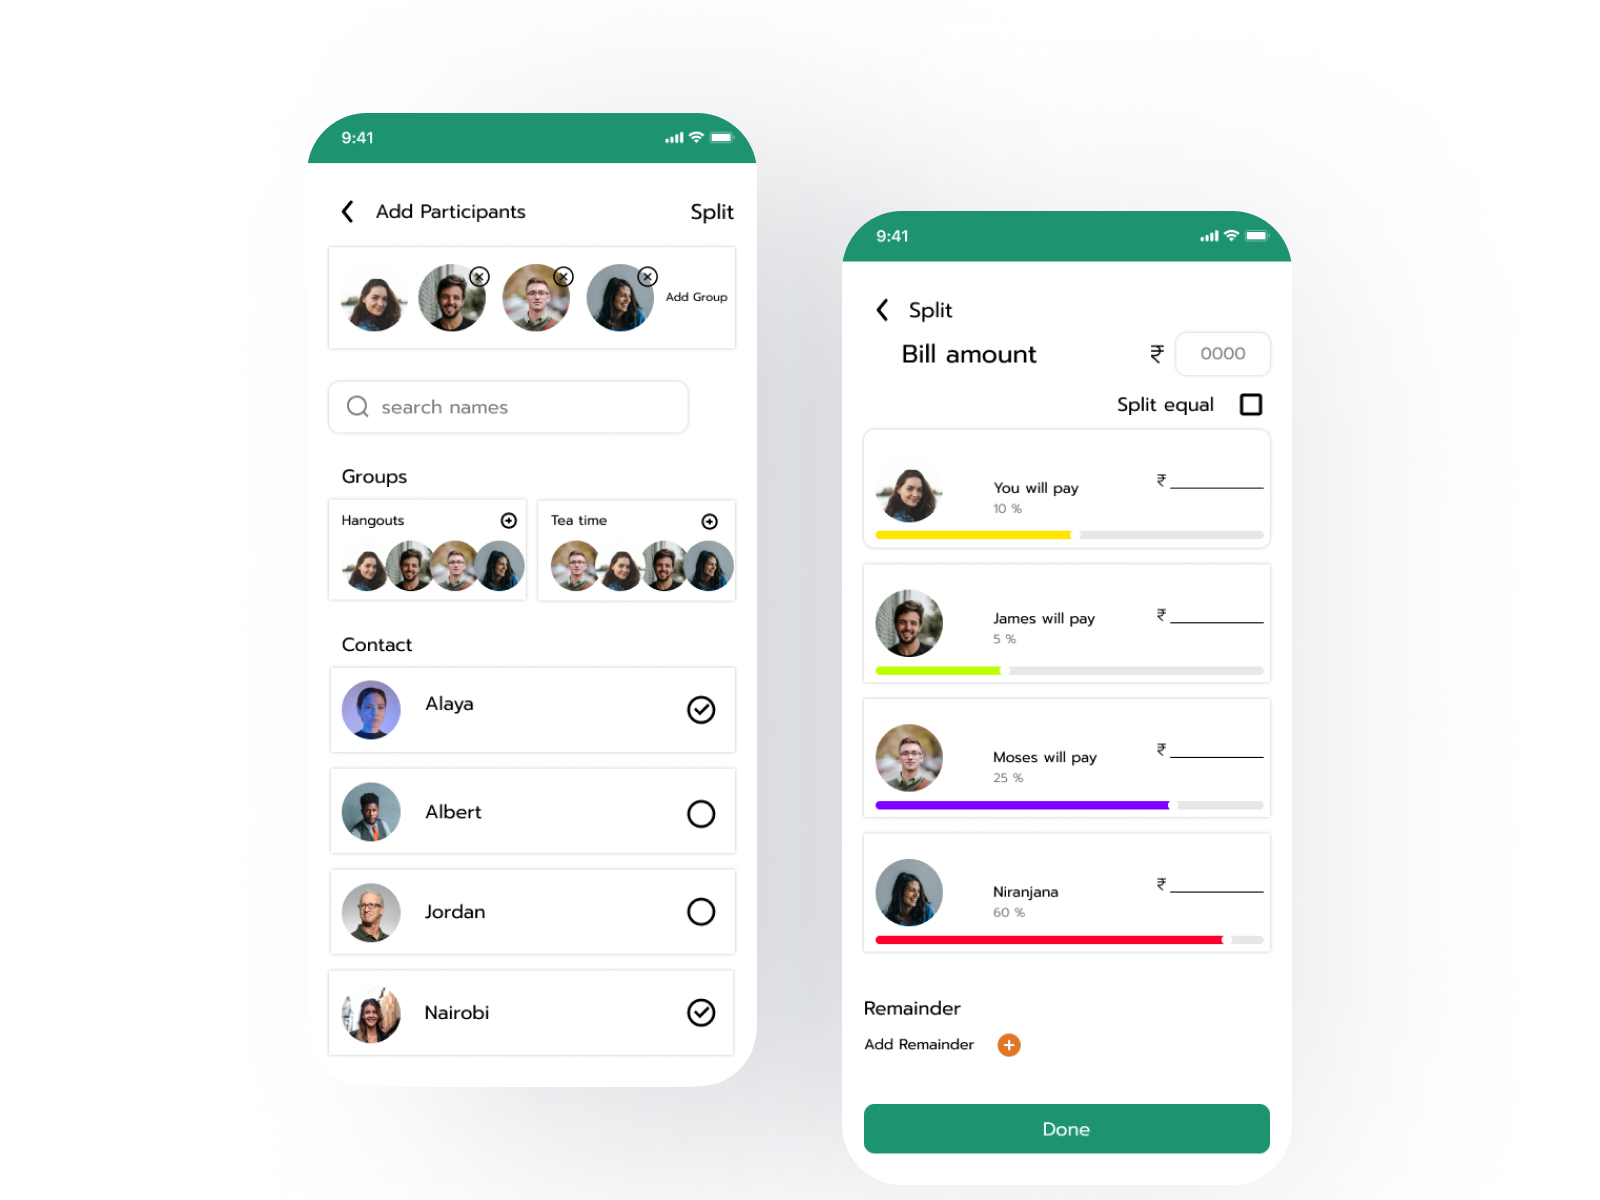 9:41
Add Participants
Split
Add Group
search names
Groups
Hangouts
Tea time
Contact
Alaya
Albert
Jordan
Nairobi
9:41
Split
Bill amount
₹ 0000
Split equal
You will pay
₹
10 %
James will pay
₹
5 %
Moses will pay
₹
25 %
Niranjana
₹
60 %
Remainder
Add Remainder
Done